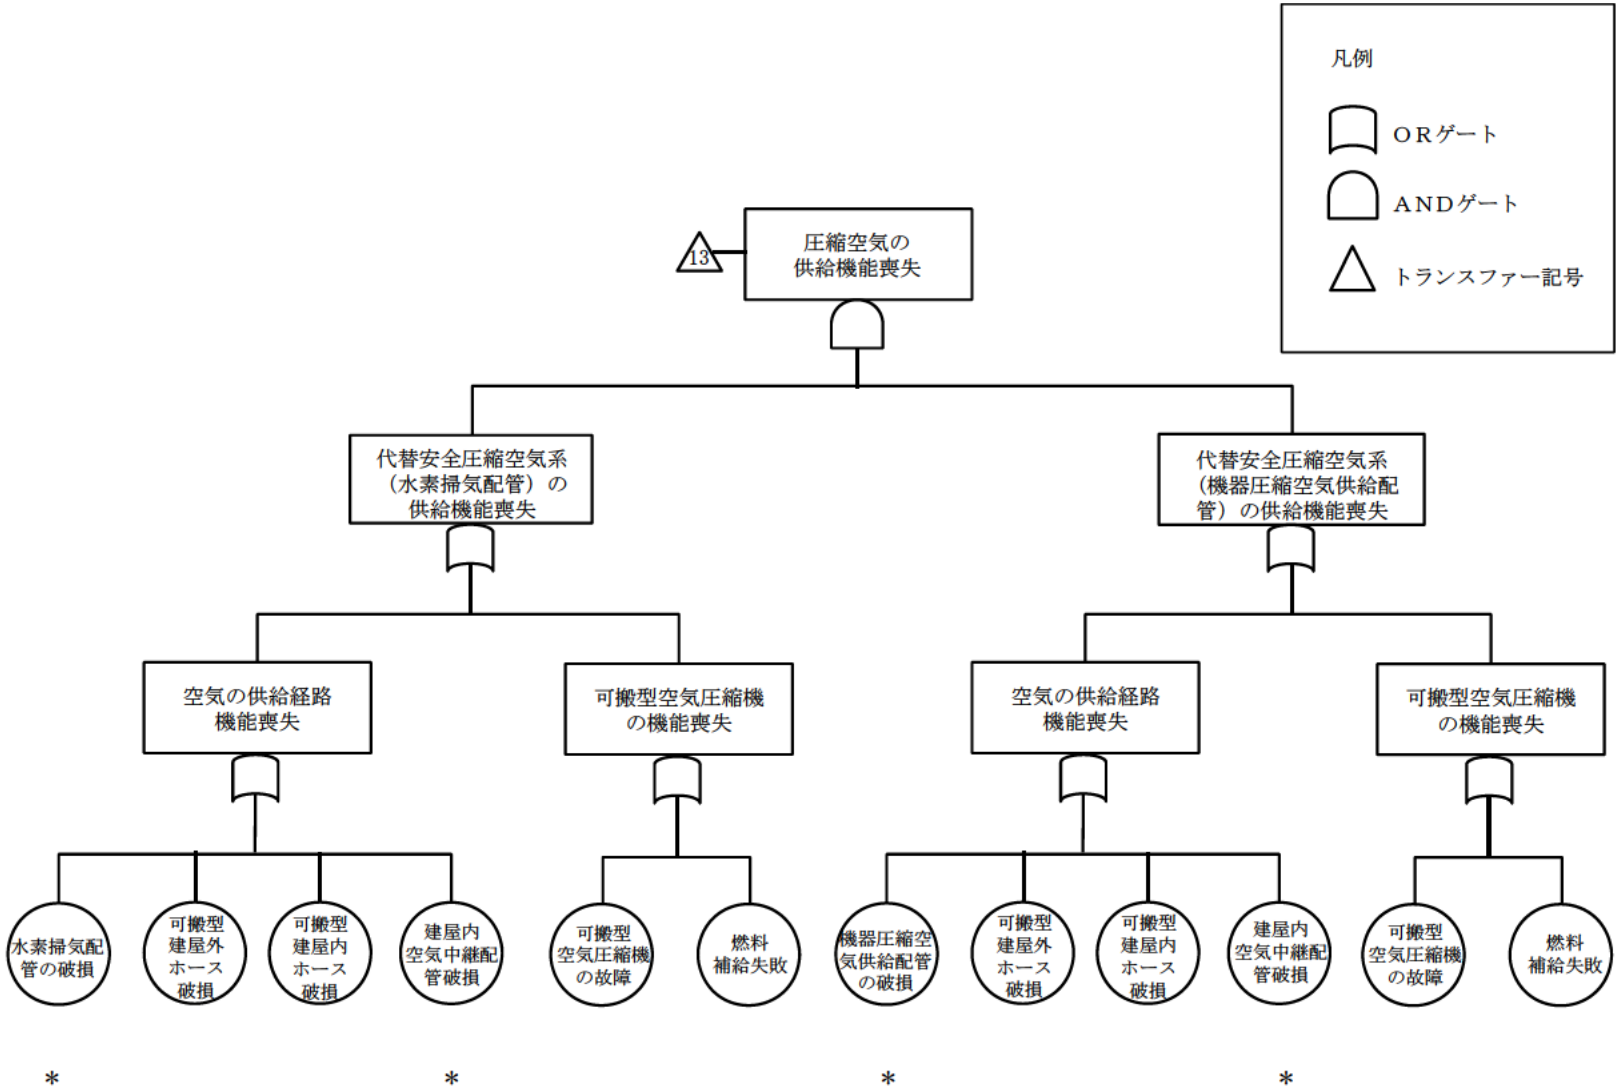 凡例
ORゲート
ANDゲート
トランスファー記号
13
圧縮空気の
供給機能喪失
代替安全圧縮空気系
（水素掃気配管）の
供給機能喪失
代替安全圧縮空気系
（機器圧縮空気供給配
管）の供給機能喪失
空気の供給経路
機能喪失
可搬型空気圧縮機
の機能喪失
空気の供給経路
機能喪失
可搬型空気圧縮機
の機能喪失
水素掃気配
管の破損
可搬型
建屋外
ホース
破損
可搬型
建屋内
ホース
破損
建屋内
空気中継配
管破損
可搬型
空気圧縮機
の故障
燃料
補給失敗
機器圧縮空
気供給配管
の破損
可搬型
建屋外
ホース
破損
可搬型
建屋内
ホース
破損
建屋内
空気中継配
管破損
可搬型
空気圧縮機
の故障
燃料
補給失敗
＊
＊
＊
＊